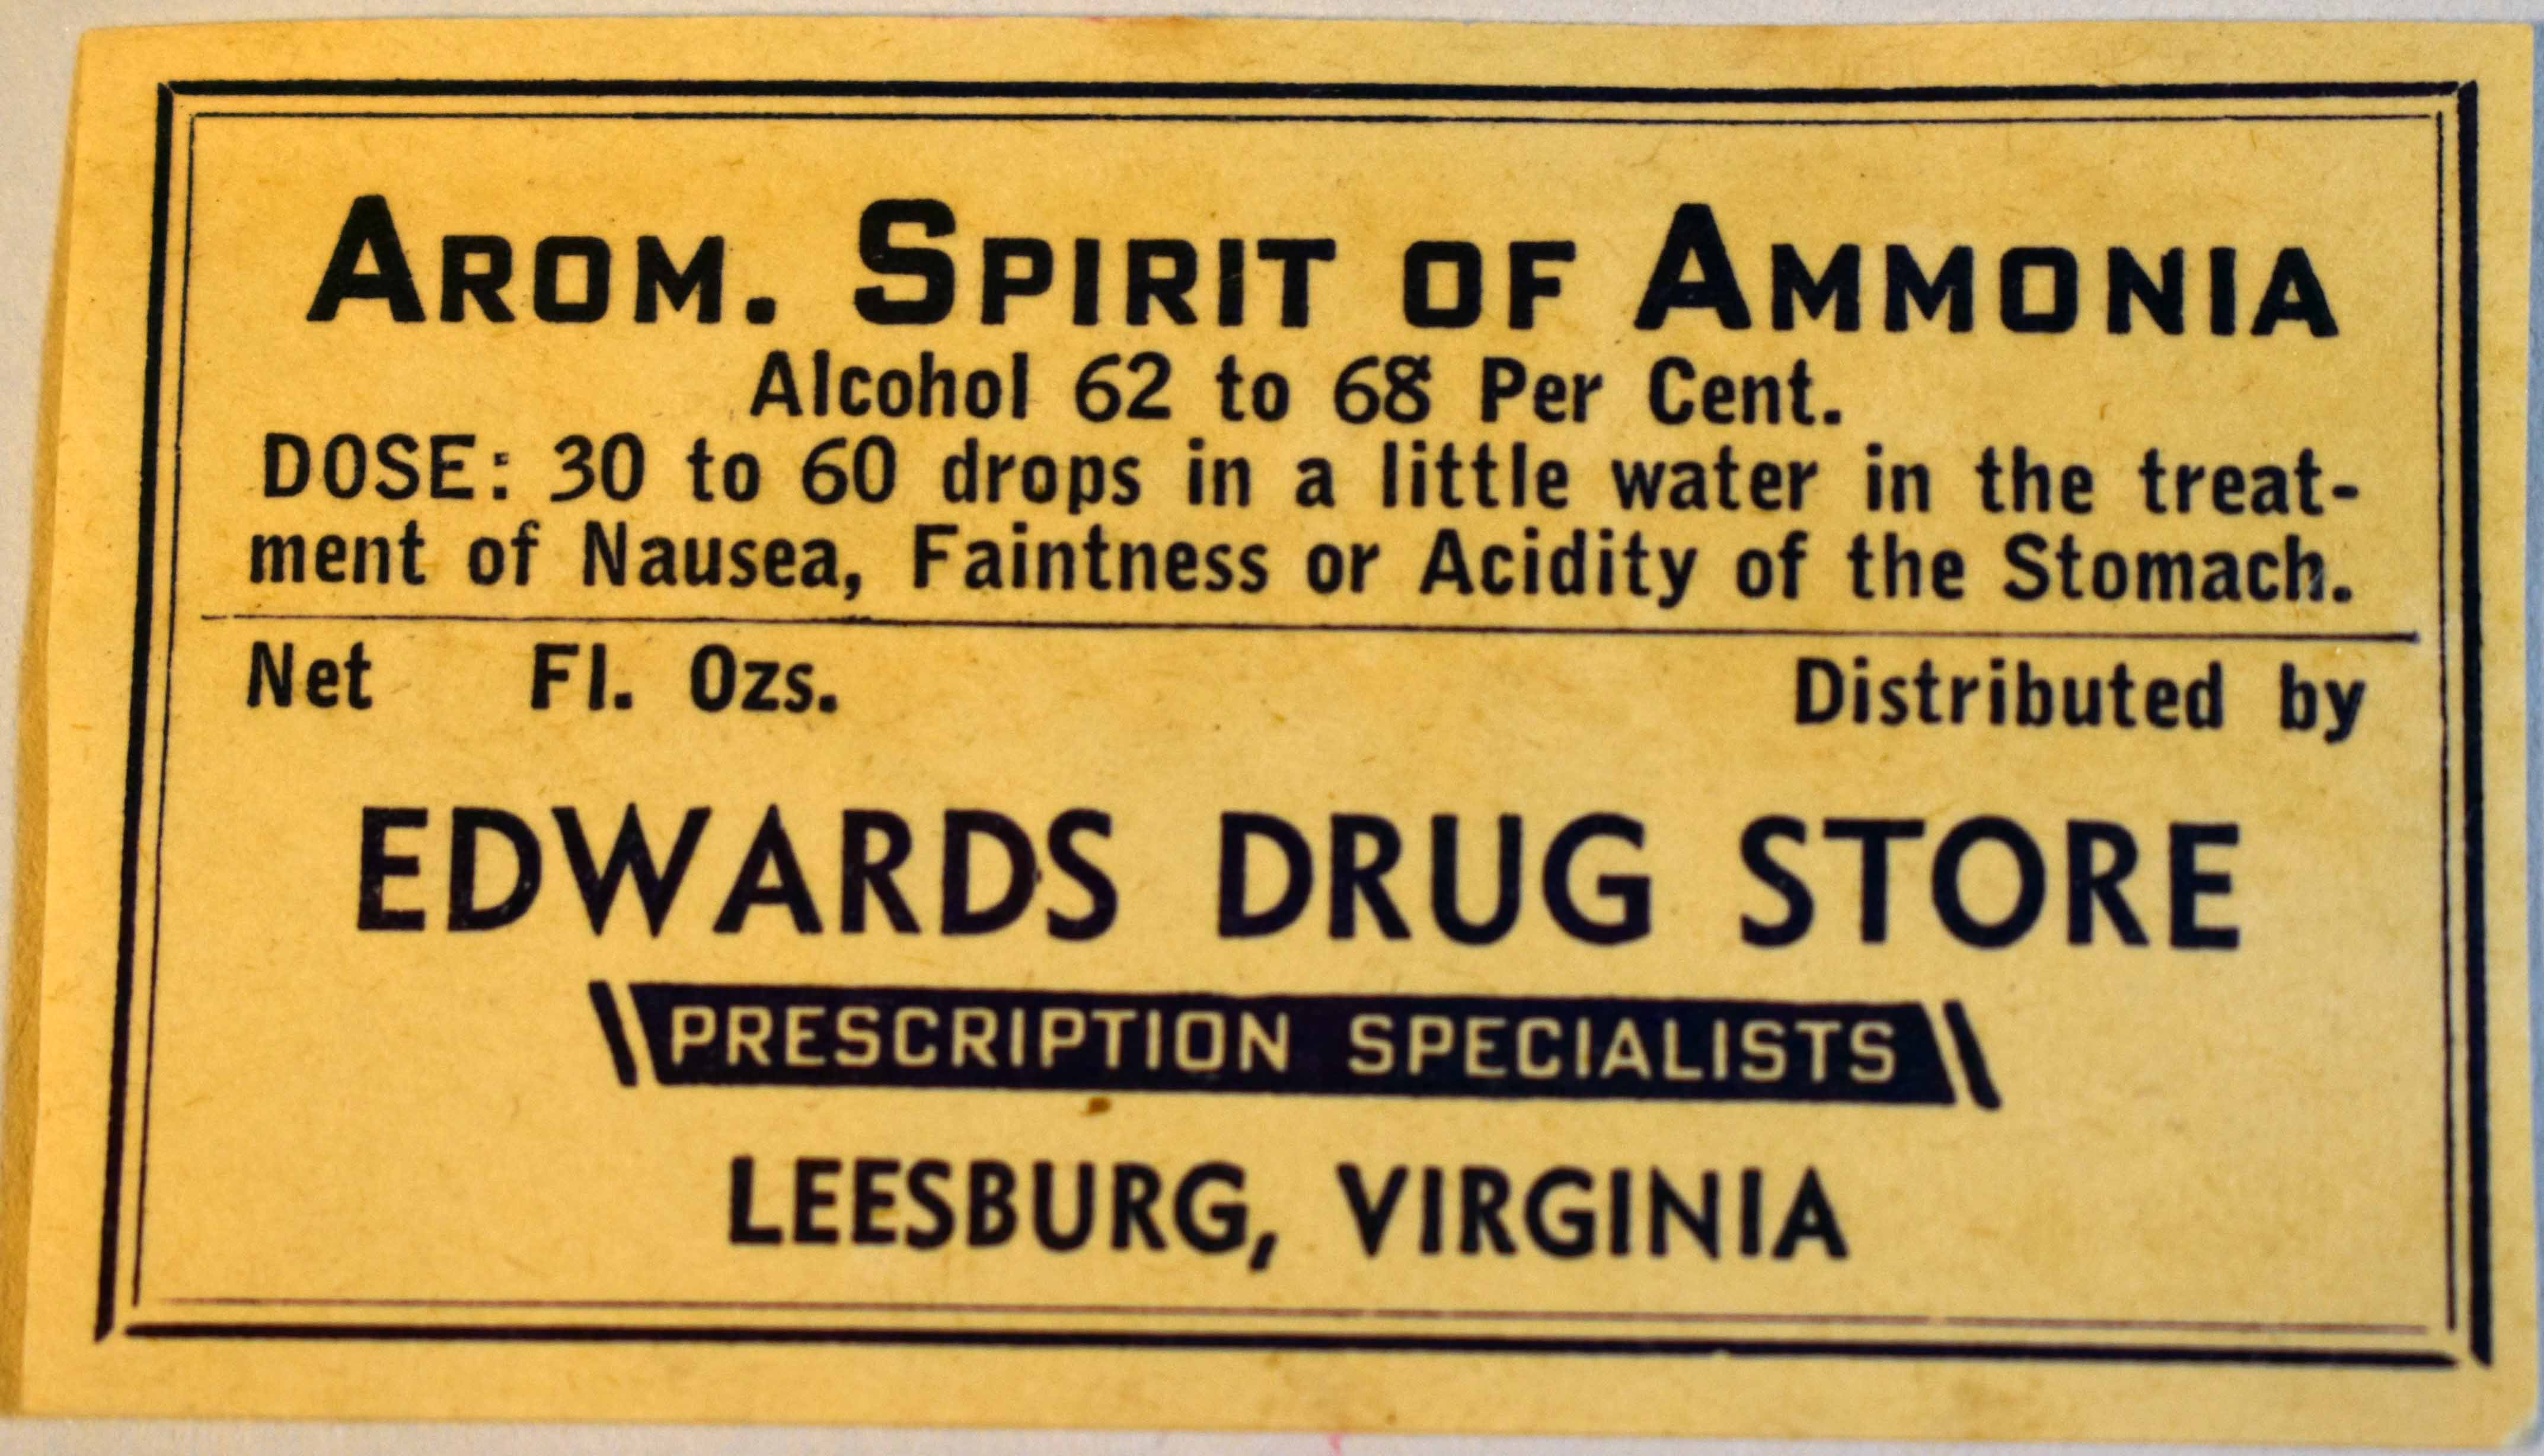 AROM. SPIRIT OF AMMONIA
Alcohol 62 to 68 Per Cent.
DOSE: 30 to 60 drops in a little water in the treat-
ment of Nausea, Faintness or Acidity of the Stomach.
Net Fl. Ozs. Distributed by
EDWARDS DRUG STORE
PRESCRIPTION SPECIALISTS
LEESBURG, VIRGINIA